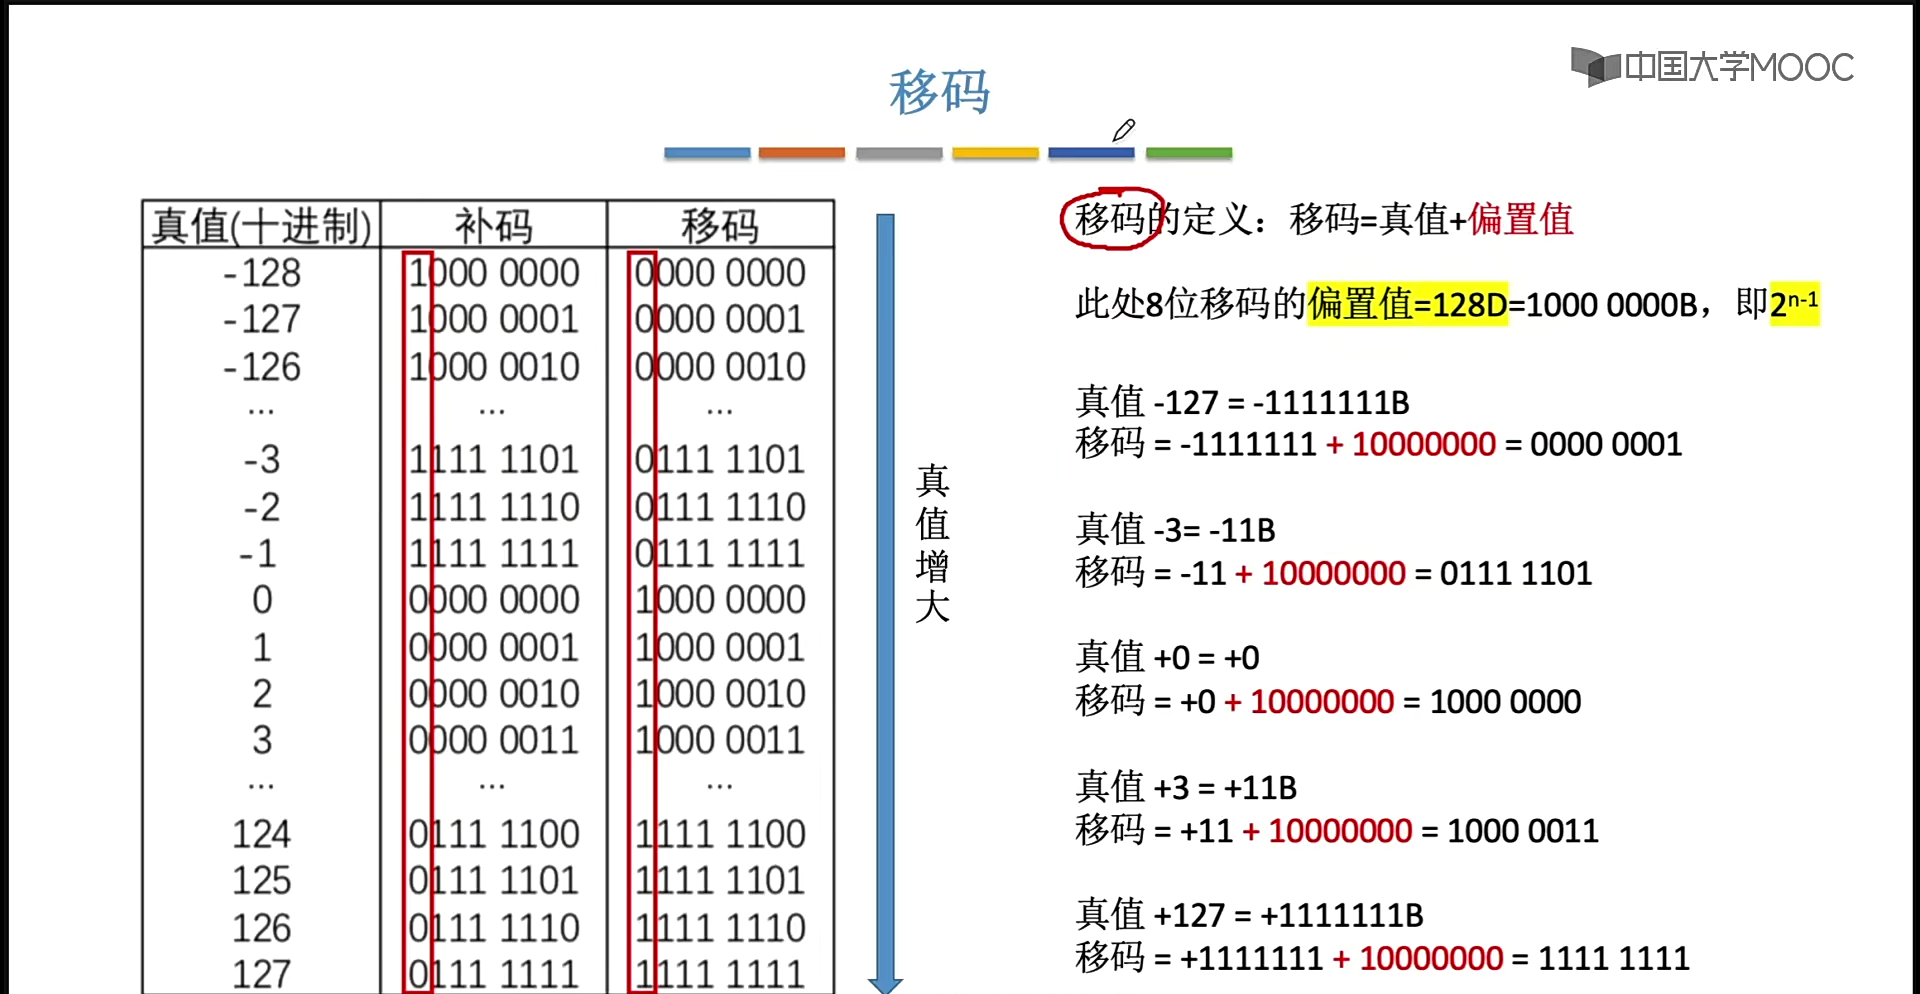 中国大学MOOC
移码
真值(十进制) 补码 移码
-128 1000 0000 0000 0000
-127 1000 0001 0000 0001
-126 1000 0010 0000 0010
... ... ...
-3 1111 1101 0111 1101
-2 1111 1110 0111 1110
-1 1111 1111 0111 1111
0 0000 0000 1000 0000
1 0000 0001 1000 0001
2 0000 0010 1000 0010
3 0000 0011 1000 0011
... ... ...
124 0111 1100 1111 1100
125 0111 1101 1111 1101
126 0111 1110 1111 1110
127 0111 1111 1111 1111
真
值
增
大
移码的定义：移码=真值+偏置值
此处8位移码的偏置值=128D=1000 0000B，即2ⁿ⁻¹
真值 -127 = -1111111B
移码 = -1111111 + 10000000 = 0000 0001
真值 -3= -11B
移码 = -11 + 10000000 = 0111 1101
真值 +0 = +0
移码 = +0 + 10000000 = 1000 0000
真值 +3 = +11B
移码 = +11 + 10000000 = 1000 0011
真值 +127 = +1111111B
移码 = +1111111 + 10000000 = 1111 1111